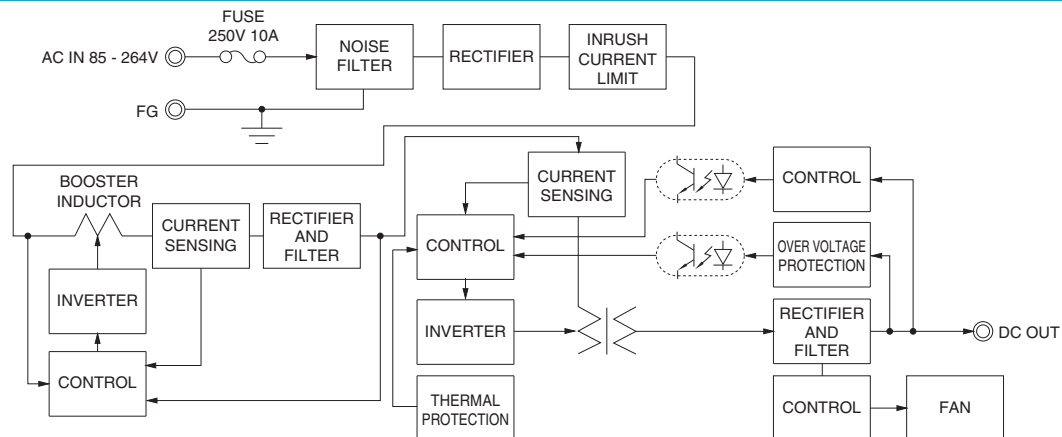 FUSE
250V 10A
AC IN 85 - 264V
NOISE
FILTER
RECTIFIER
INRUSH
CURRENT
LIMIT
FG
BOOSTER
INDUCTOR
CURRENT
SENSING
RECTIFIER
AND
FILTER
INVERTER
CONTROL
CURRENT
SENSING
CONTROL
INVERTER
THERMAL
PROTECTION
CONTROL
OVER VOLTAGE
PROTECTION
RECTIFIER
AND
FILTER
DC OUT
CONTROL
FAN